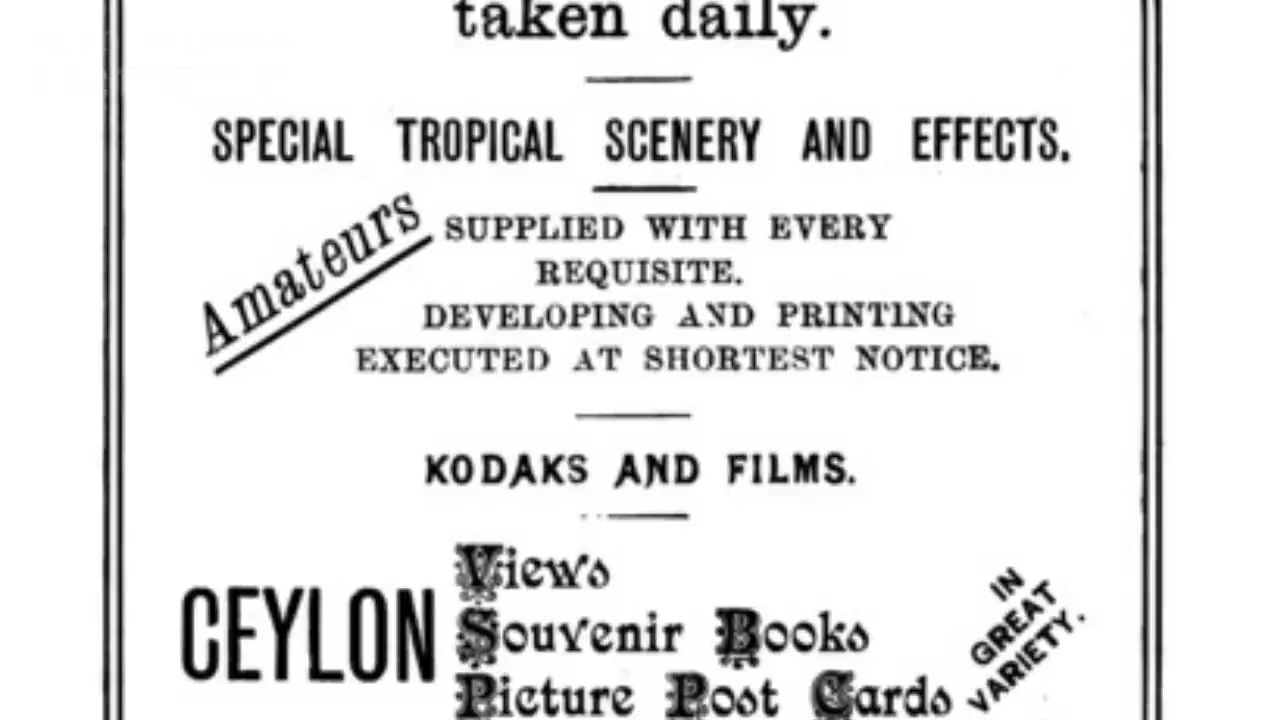 taken daily.
SPECIAL TROPICAL SCENERY AND EFFECTS.
Amateurs SUPPLIED WITH EVERY
REQUISITE.
DEVELOPING AND PRINTING
EXECUTED AT SHORTEST NOTICE.
KODAKS AND FILMS.
CEYLON
Views
Souvenir Books
Picture Post Cards
IN
GREAT
VARIETY.